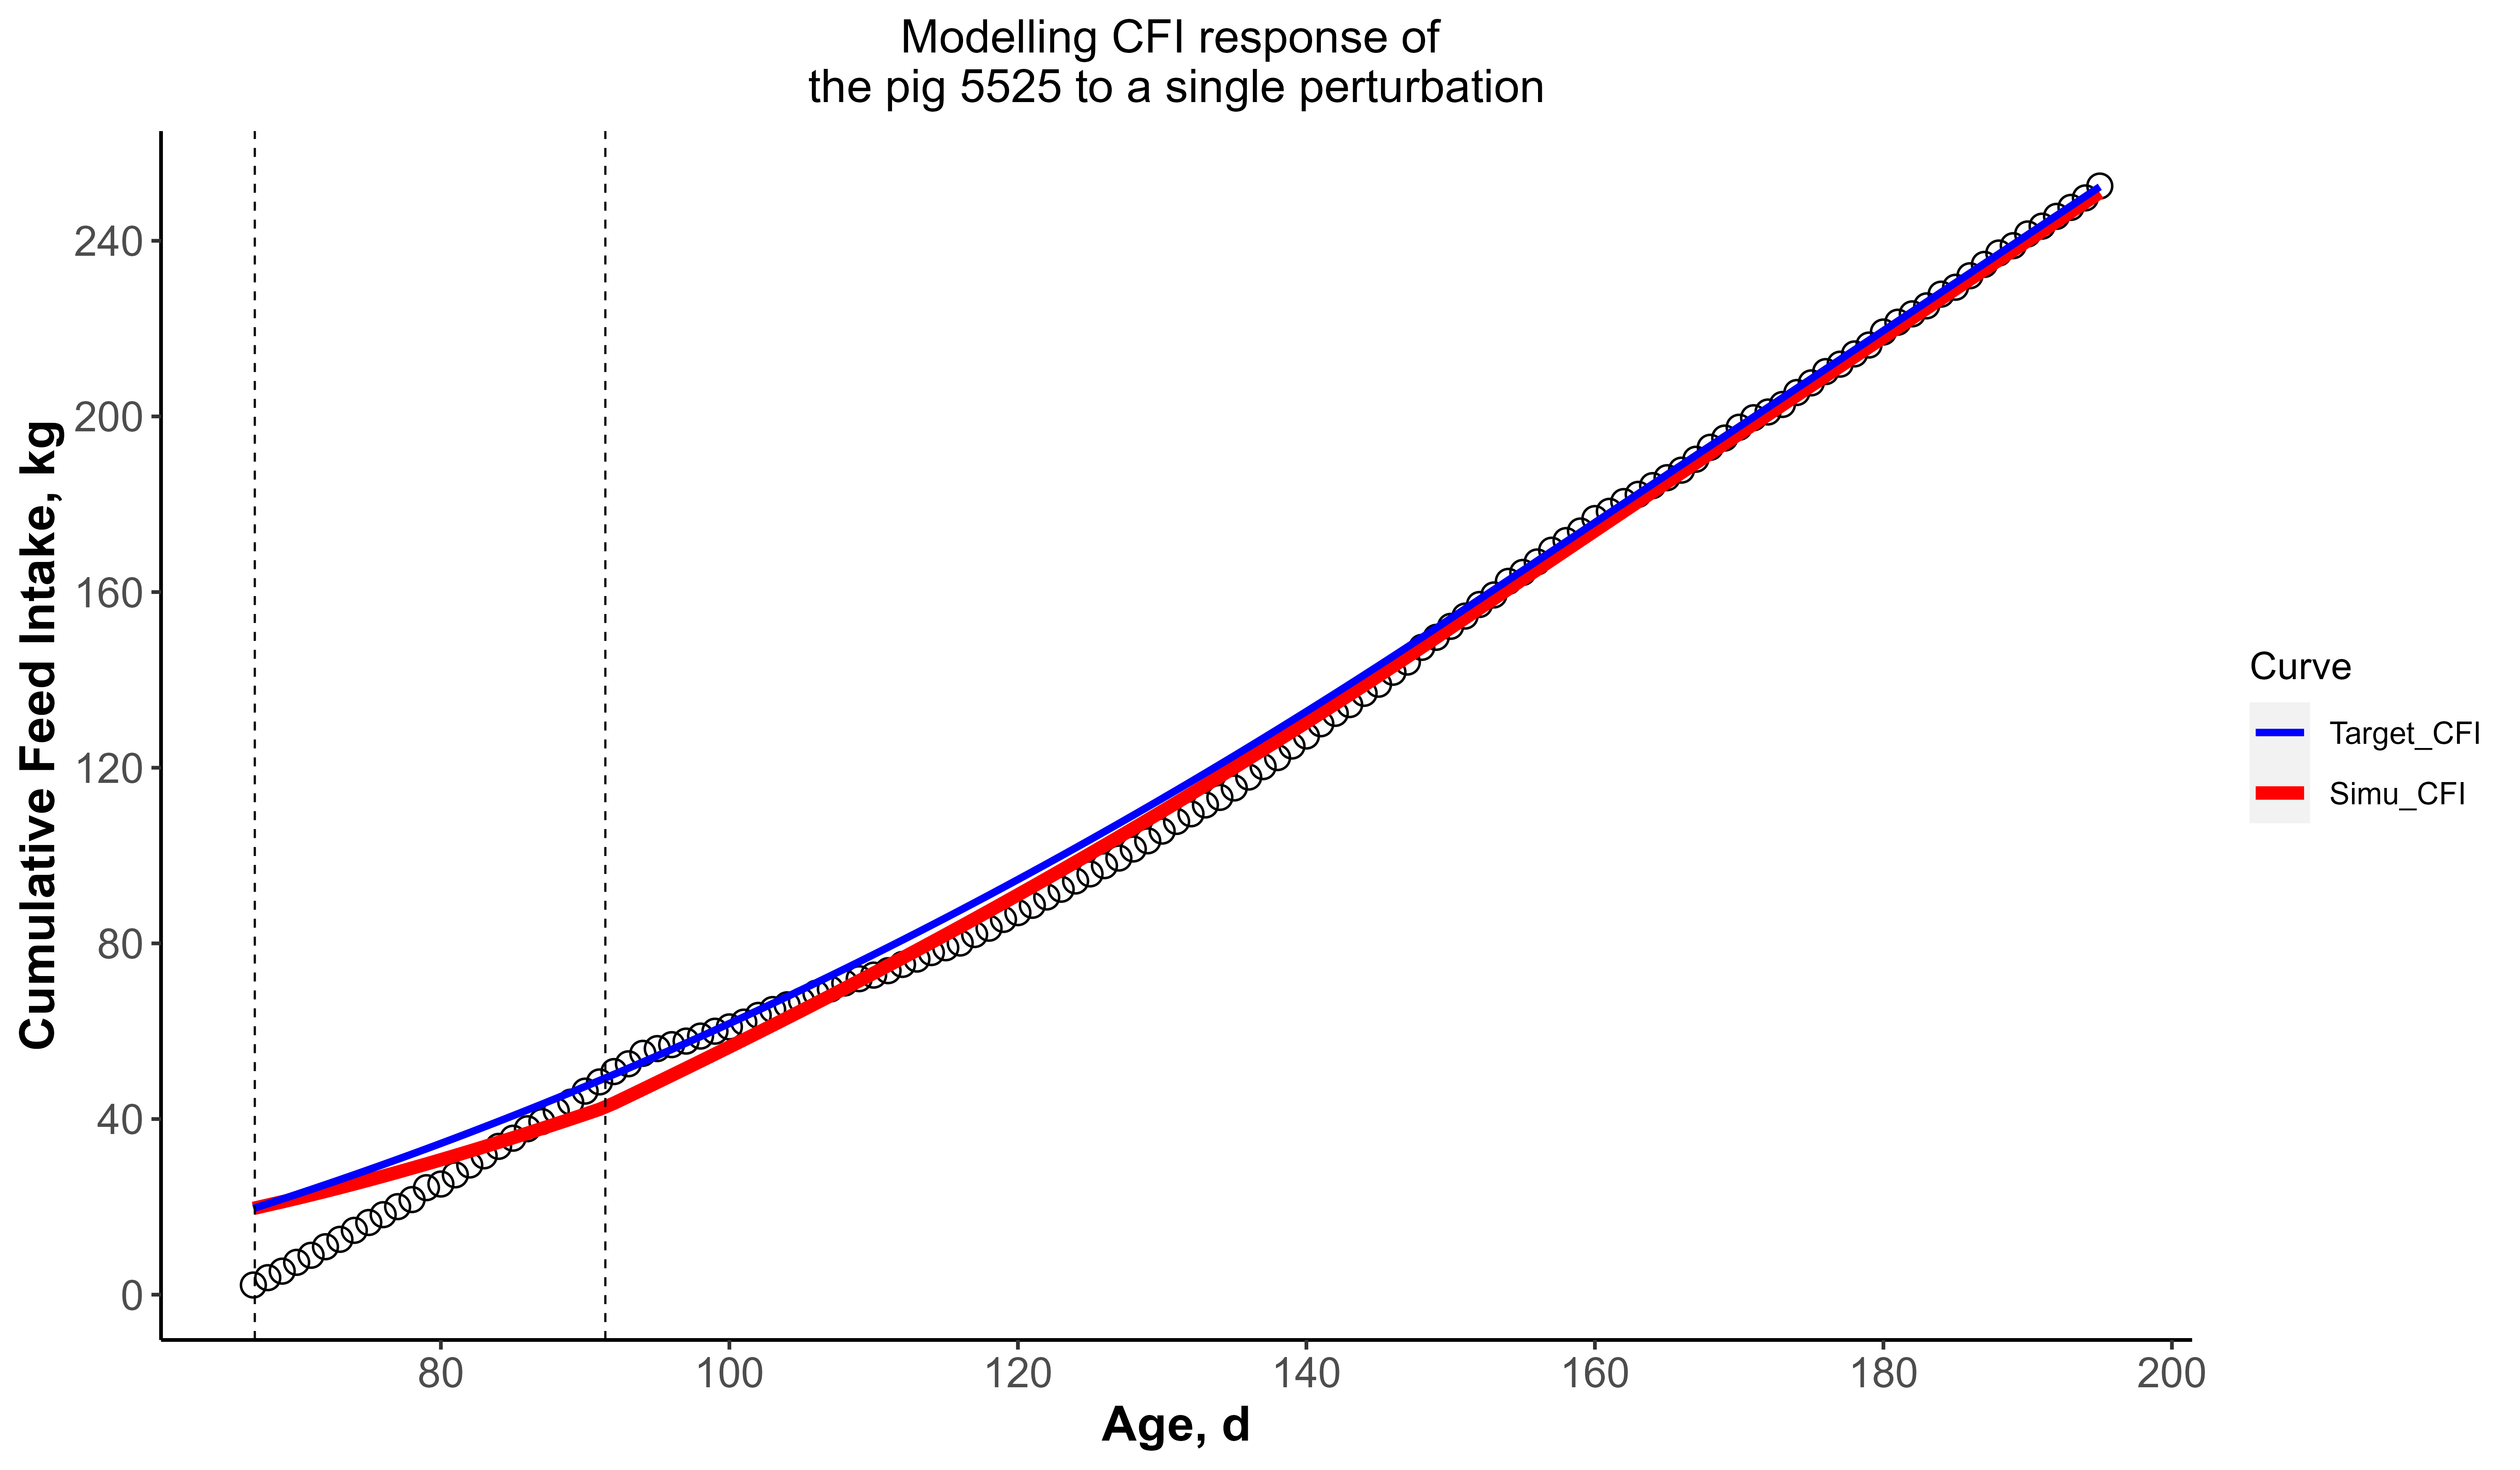 Modelling CFI response of
the pig 5525 to a single perturbation
Cumulative Feed Intake, kg
240
200
160
120
80
40
0
80 100 120 140 160 180 200
Age, d
Curve
Target_CFI
Simu_CFI